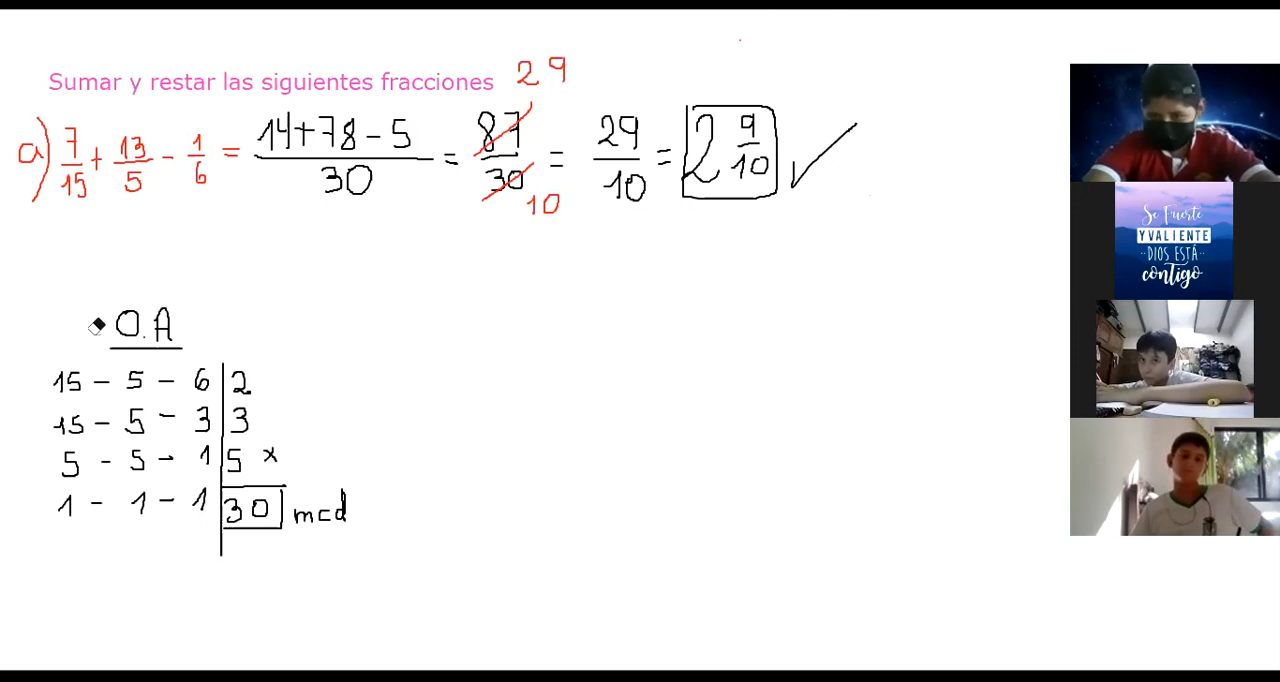 Sumar y restar las siguientes fracciones
a) 7/15 + 13/5 - 1/6 = (14+78-5)/30 = 87/30 = 29/10 = 2 9/10 ✓
29
10
O.A
15 - 5 - 6 | 2
15 - 5 - 3 | 3
5 - 5 - 1 | 5 x
1 - 1 - 1 | 30 mcd
Se Fuerte
Y VALIENTE
DIOS ESTÁ
contigo